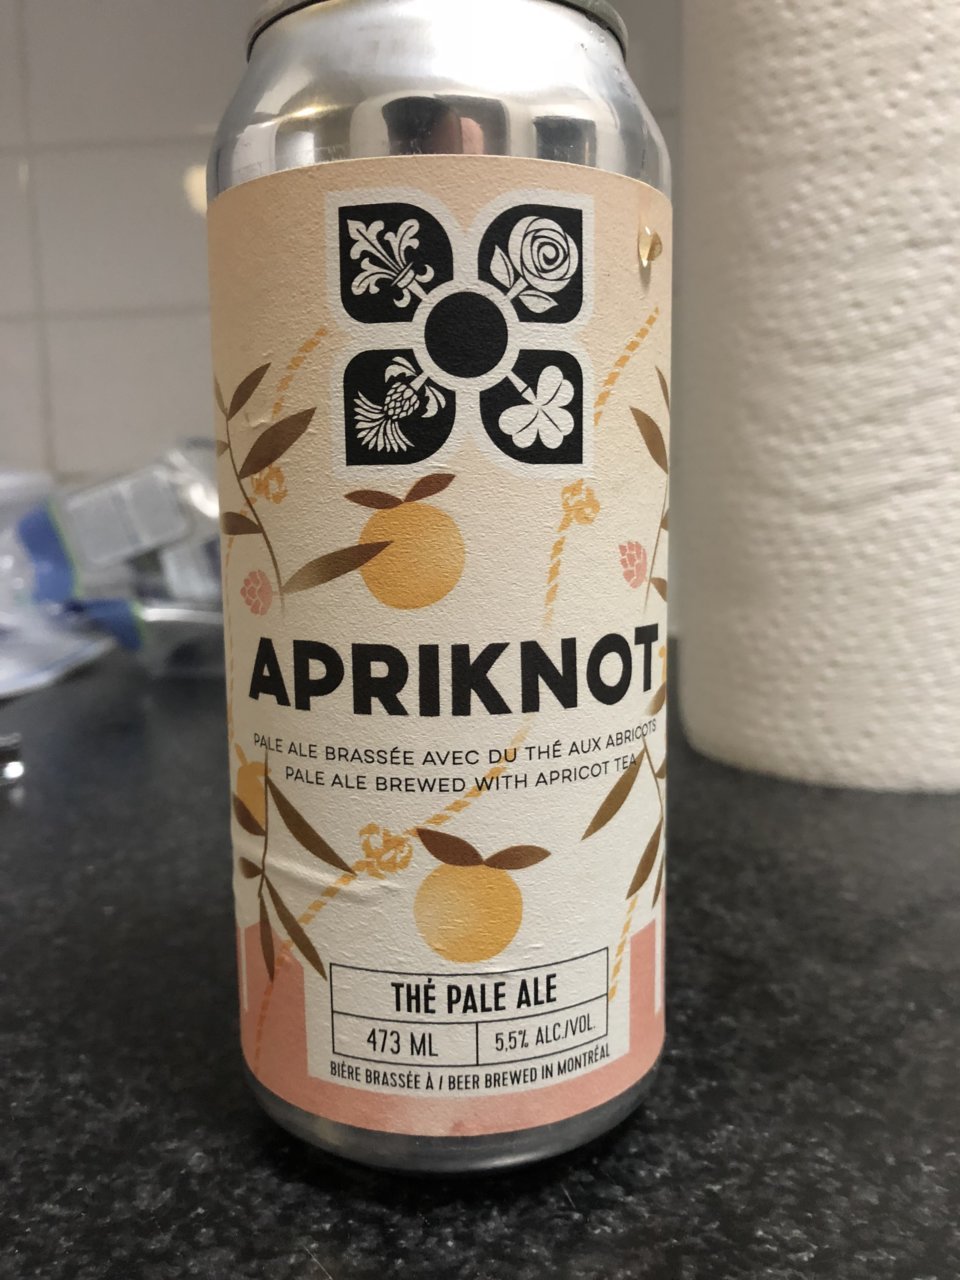 APRIKNOT
PALE ALE BRASSÉE AVEC DU THÉ AUX ABRICOTS
PALE ALE BREWED WITH APRICOT TEA
THÉ PALE ALE
473 ML
5,5% ALC./VOL.
BIÈRE BRASSÉE À / BEER BREWED IN MONTRÉAL